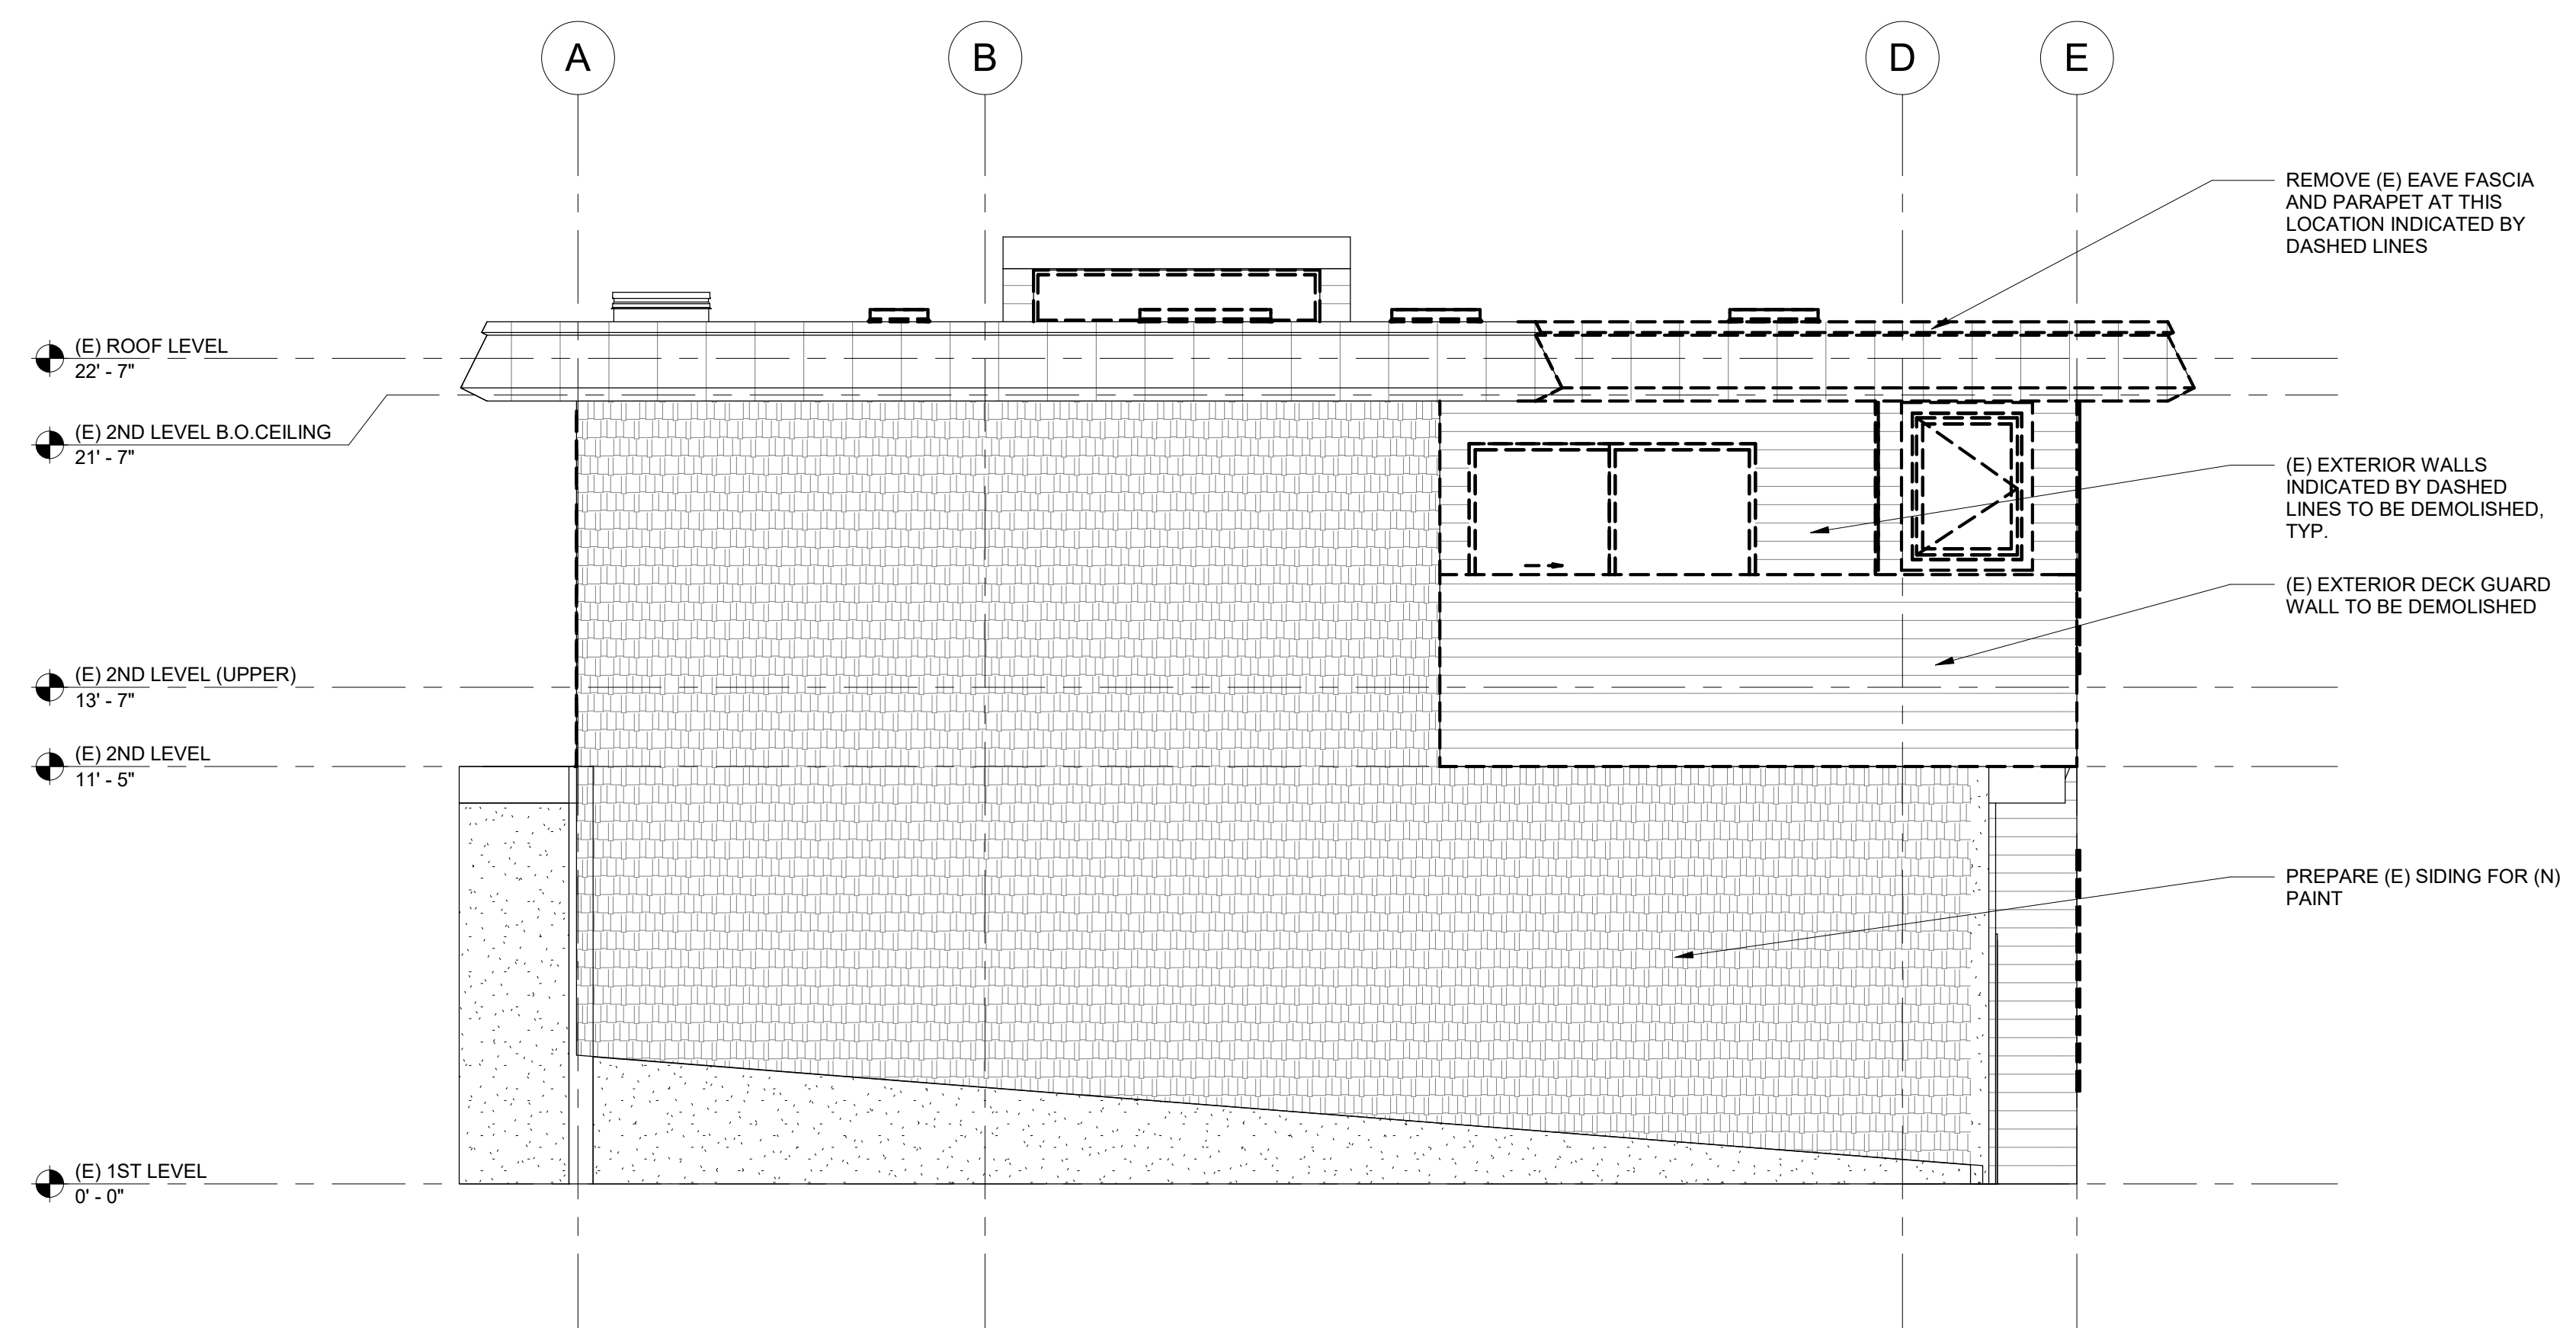 A
B
D
E
REMOVE (E) EAVE FASCIA
AND PARAPET AT THIS
LOCATION INDICATED BY
DASHED LINES
(E) ROOF LEVEL
22' - 7"
(E) 2ND LEVEL B.O.CEILING
21' - 7"
(E) EXTERIOR WALLS
INDICATED BY DASHED
LINES TO BE DEMOLISHED,
TYP.
(E) EXTERIOR DECK GUARD
WALL TO BE DEMOLISHED
(E) 2ND LEVEL (UPPER)
13' - 7"
(E) 2ND LEVEL
11' - 5"
PREPARE (E) SIDING FOR (N)
PAINT
(E) 1ST LEVEL
0' - 0"